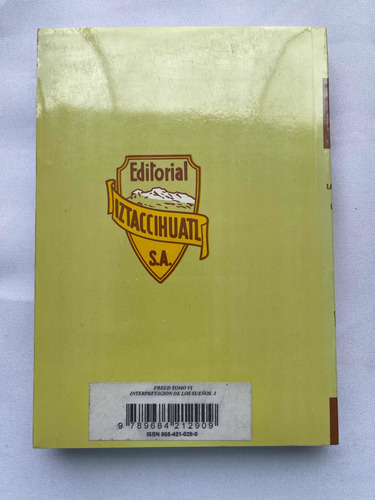 Editorial
IZTACCIHUATL
S.A.
FREUD TOMO VI
INTERPRETACION DE LOS SUEÑOS. I
9 789684 212909
ISBN 968-421-029-0